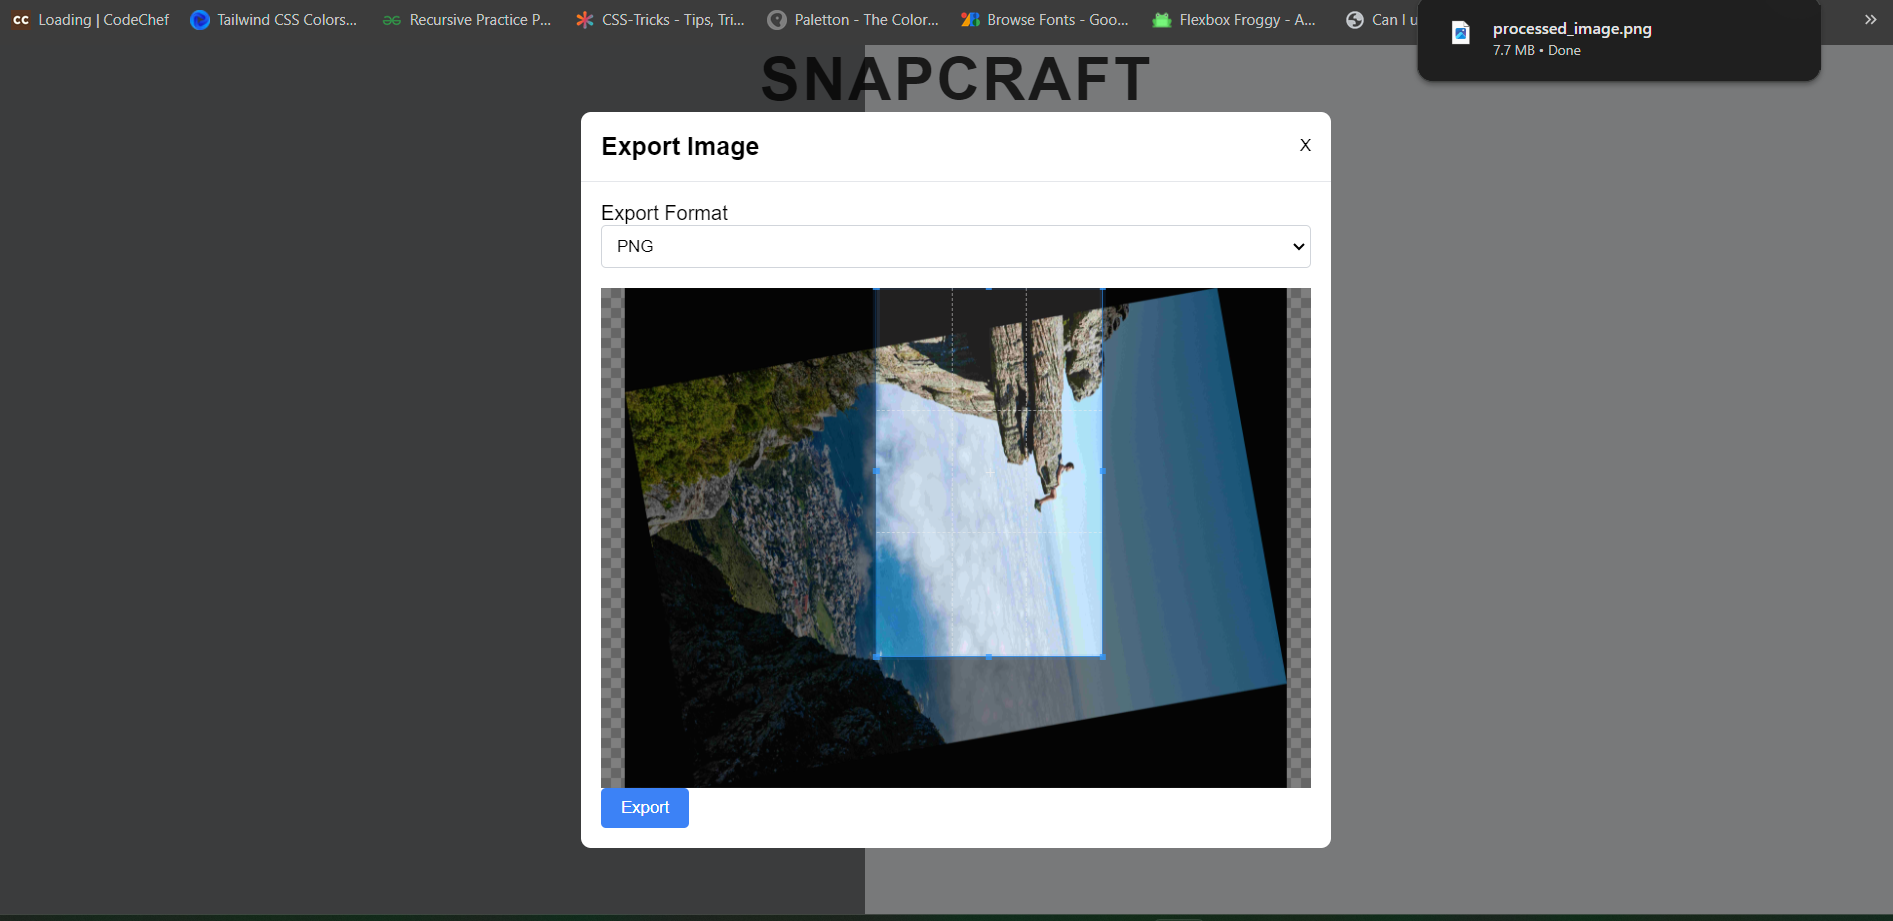 CC Loading | CodeChef Tailwind CSS Colors... Recursive Practice P... CSS-Tricks - Tips, Tri... Paletton - The Color... Browse Fonts - Goo... Flexbox Froggy - A... Can I u »
processed_image.png
7.7 MB • Done
SNAPCRAFT
Export Image X
Export Format
PNG
Export